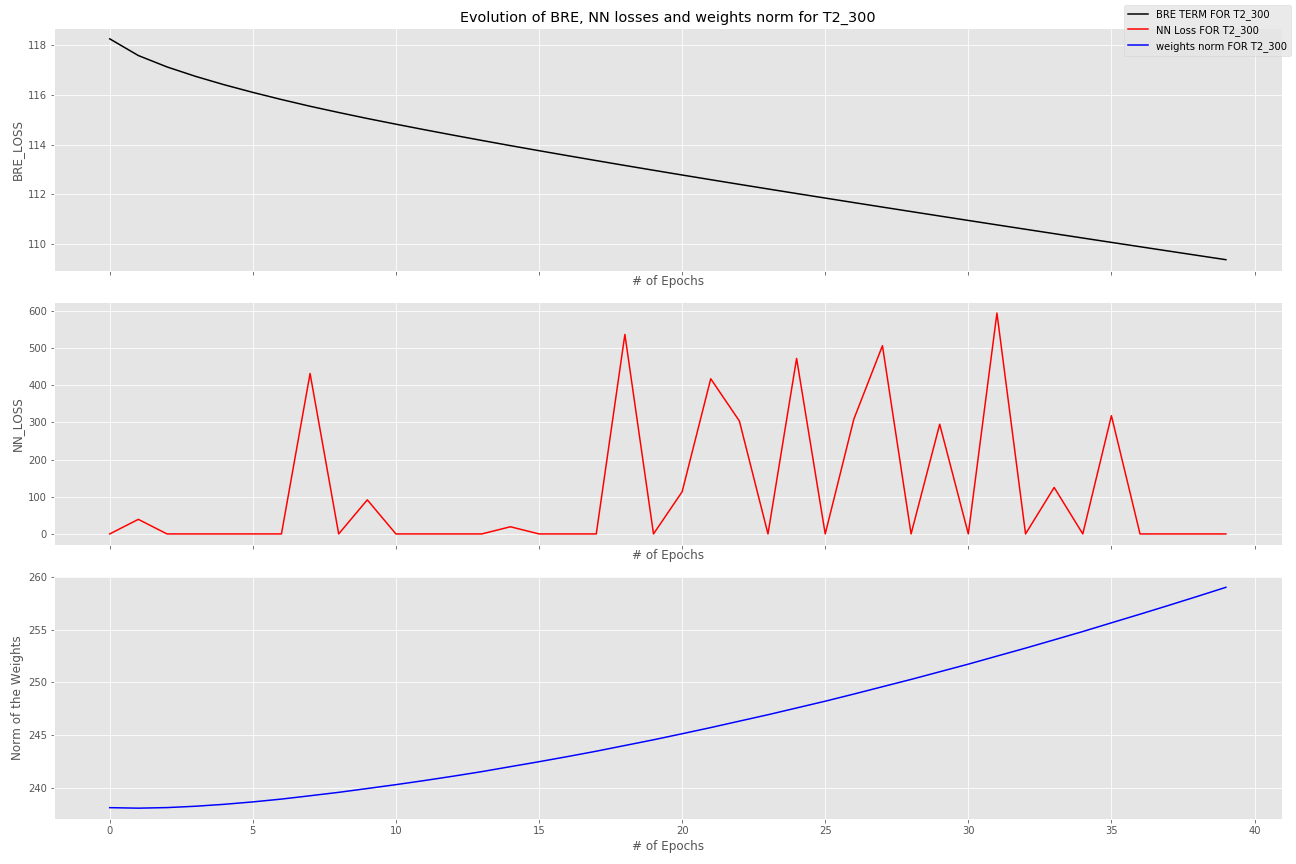 Evolution of BRE, NN losses and weights norm for T2_300
BRE TERM FOR T2_300
NN Loss FOR T2_300
weights norm FOR T2_300
118
116
114
112
110
BRE_LOSS
# of Epochs
600
500
400
300
200
100
0
NN_LOSS
# of Epochs
260
255
250
245
240
Norm of the Weights
0 5 10 15 20 25 30 35 40
# of Epochs